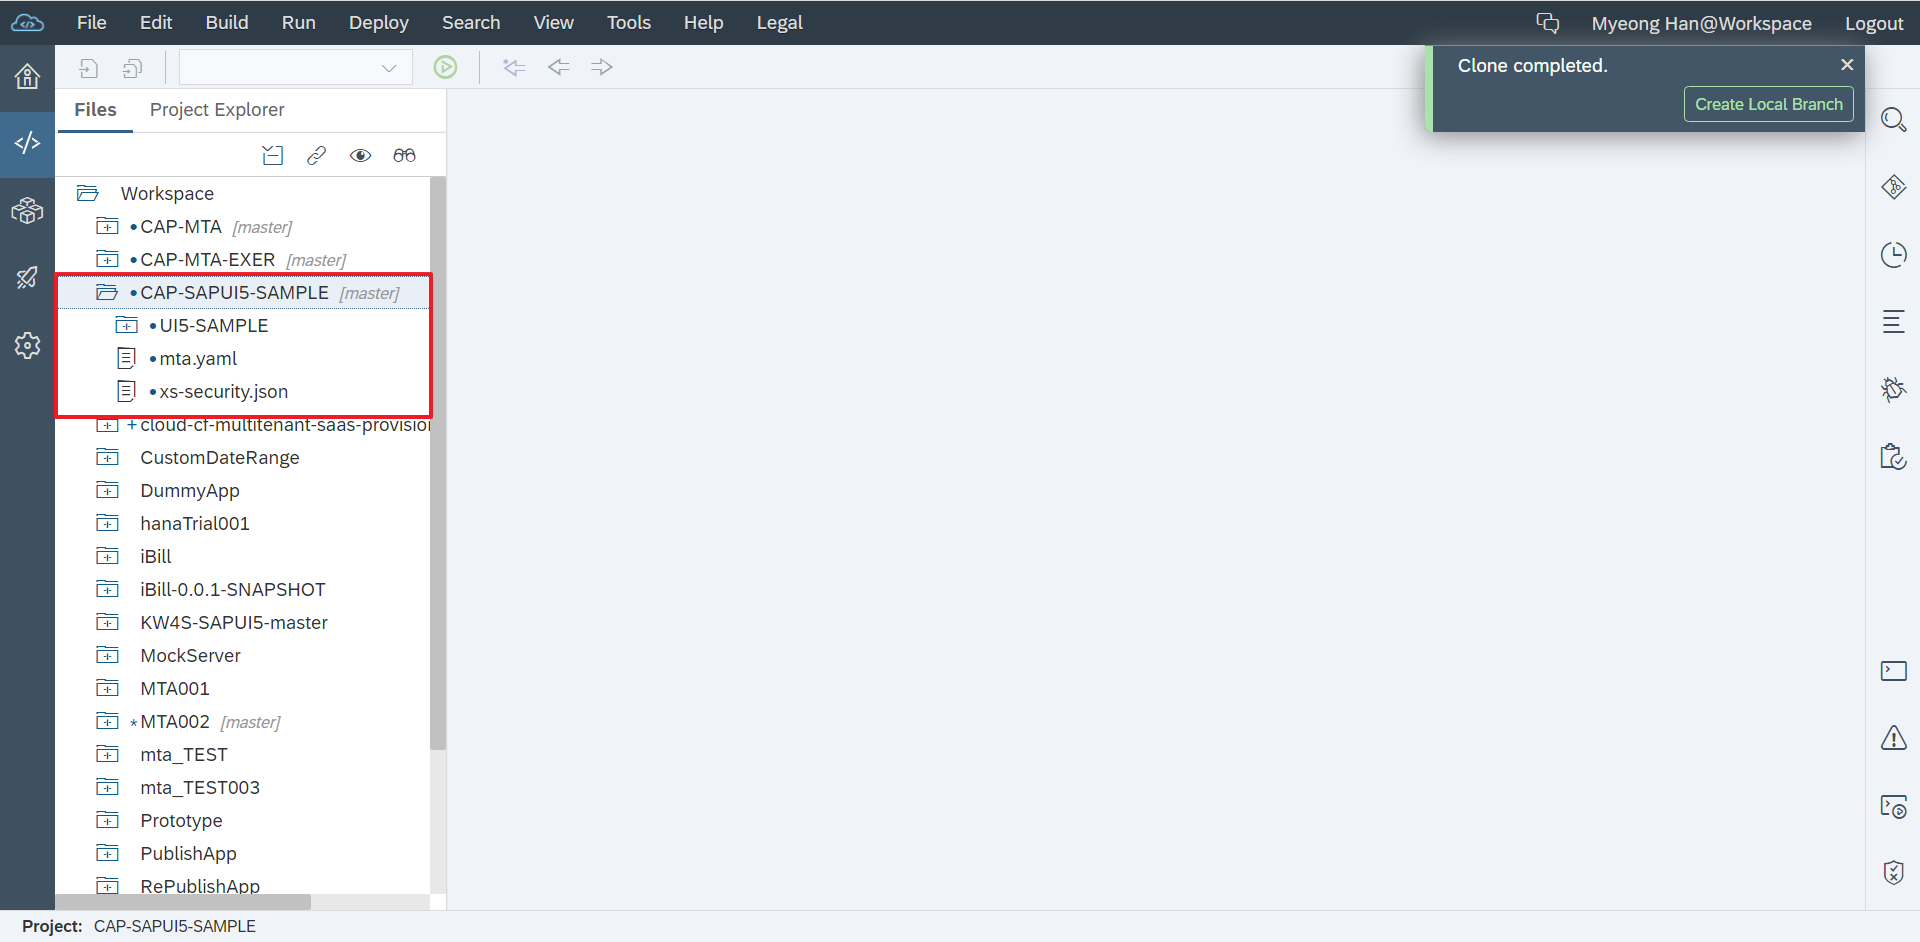 File Edit Build Run Deploy Search View Tools Help Legal Myeong Han@Workspace Logout
Clone completed.
Create Local Branch
Files Project Explorer
Workspace
CAP-MTA [master]
CAP-MTA-EXER [master]
CAP-SAPUI5-SAMPLE [master]
UI5-SAMPLE
mta.yaml
xs-security.json
+ cloud-cf-multitenant-saas-provision
CustomDateRange
DummyApp
hanaTrial001
iBill
iBill-0.0.1-SNAPSHOT
KW4S-SAPUI5-master
MockServer
MTA001
* MTA002 [master]
mta_TEST
mta_TEST003
Prototype
PublishApp
RePublishApp
Project: CAP-SAPUI5-SAMPLE